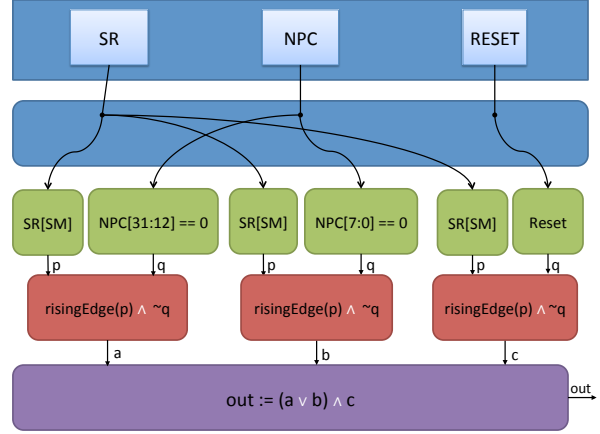 SR
NPC
RESET
SR[SM]
NPC[31:12] == 0
SR[SM]
NPC[7:0] == 0
SR[SM]
Reset
p
q
p
q
p
q
risingEdge(p) ∧ ~q
risingEdge(p) ∧ ~q
risingEdge(p) ∧ ~q
a
b
c
out := (a ∨ b) ∧ c
out